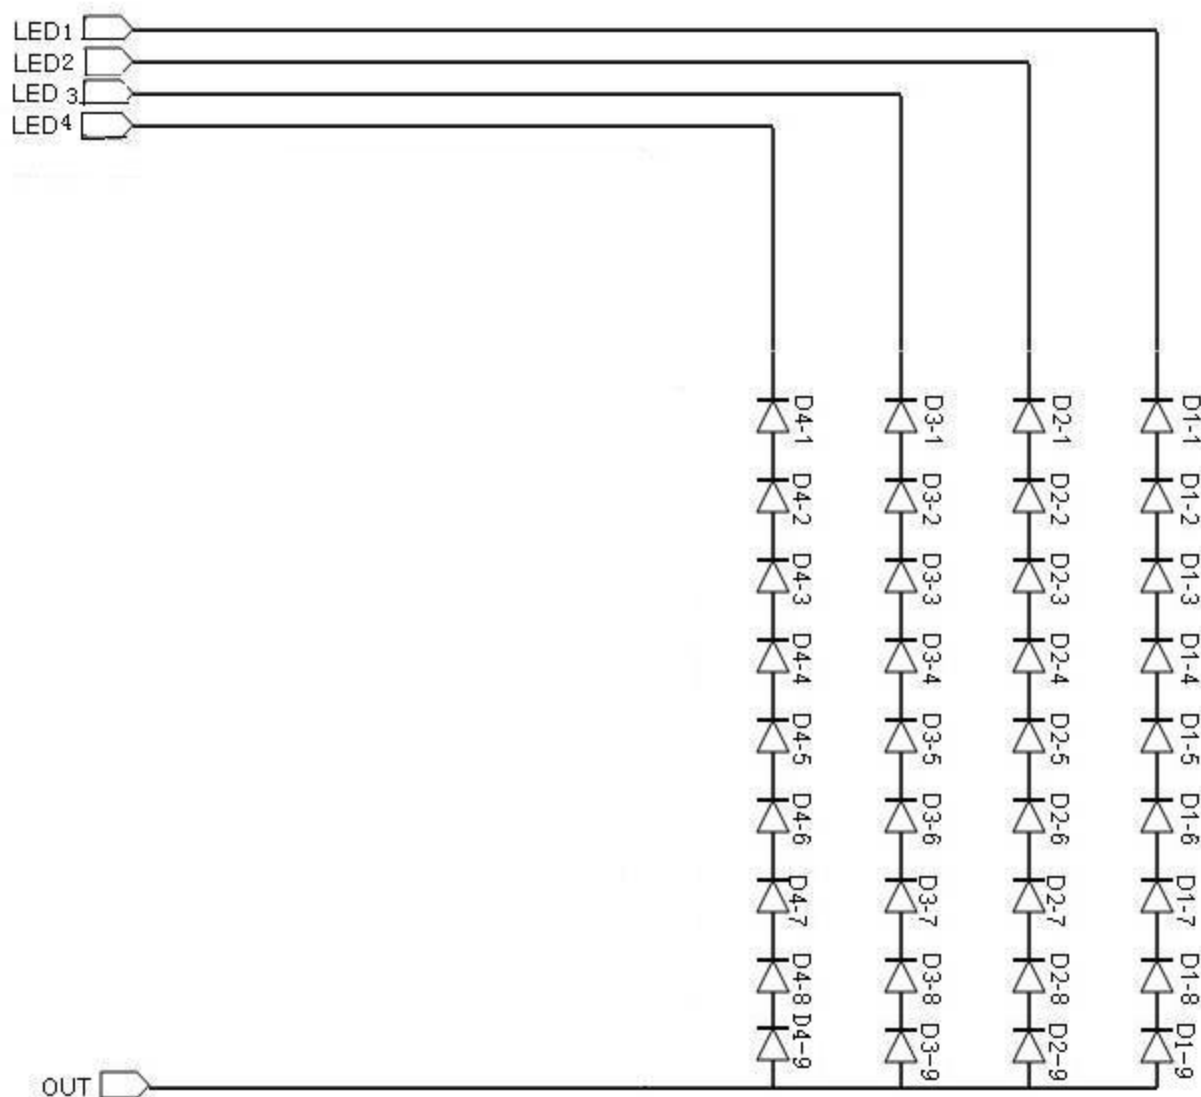 LED1
LED2
LED 3
LED4
D4-1 D3-1 D2-1 D1-1
D4-2 D3-2 D2-2 D1-2
D4-3 D3-3 D2-3 D1-3
D4-4 D3-4 D2-4 D1-4
D4-5 D3-5 D2-5 D1-5
D4-6 D3-6 D2-6 D1-6
D4-7 D3-7 D2-7 D1-7
D4-8 D3-8 D2-8 D1-8
D4-9 D3-9 D2-9 D1-9
OUT